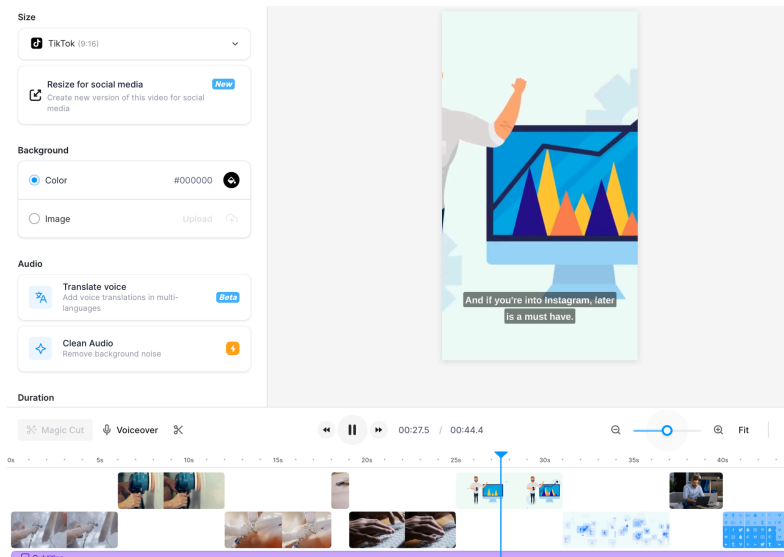 Size
TikTok (9:16)
Resize for social media New
Create new version of this video for social
media
Background
Color #000000
Image Upload
Audio
Translate voice
Add voice translations in multi-
languages
Beta
Clean Audio
Remove background noise
Duration
And if you're into Instagram, later
is a must have.
Magic Cut Voiceover 00:27.5 / 00:44.4 Fit
0s 5s 10s 15s 20s 25s 30s 35s 40s